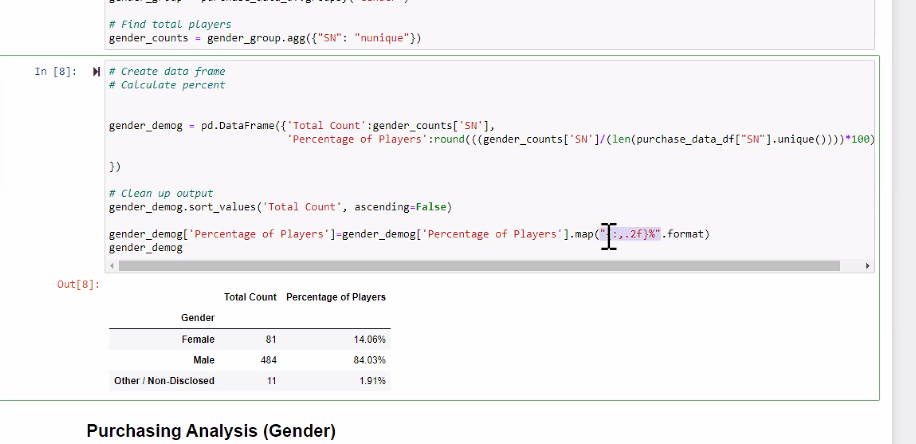 # Find total players
gender_counts = gender_group.agg({"SN": "nunique"})
In [8]:
# Create data frame
# Calculate percent
gender_demog = pd.DataFrame({'Total Count':gender_counts['SN'],
'Percentage of Players':round(((gender_counts['SN']/(len(purchase_data_df["SN"].unique())))*100)
})
# Clean up output
gender_demog.sort_values('Total Count', ascending=False)
gender_demog['Percentage of Players']=gender_demog['Percentage of Players'].map("{:,.2f}%".format)
gender_demog
Out[8]:
Total Count Percentage of Players
Gender
Female 81 14.06%
Male 484 84.03%
Other / Non-Disclosed 11 1.91%
Purchasing Analysis (Gender)